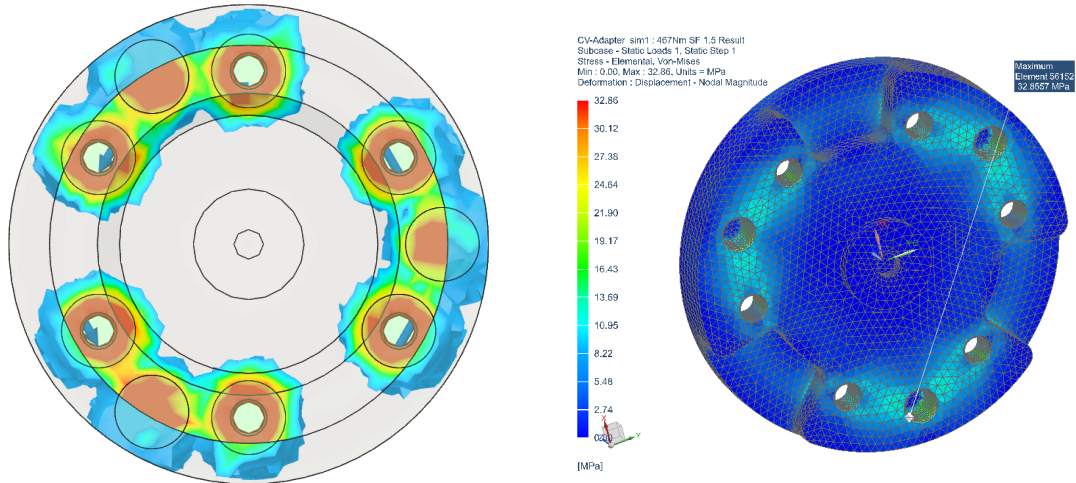 CV-Adapter_sim1 : 467Nm SF 1.5 Result
Subcase - Static Loads 1, Static Step 1
Stress - Elemental, Von-Mises
Min : 0.00, Max : 32.86, Units = MPa
Deformation : Displacement - Nodal Magnitude
Maximum
Element 56152
32.8557 MPa
32.86
30.12
27.38
24.64
21.90
19.17
16.43
13.69
10.95
8.22
5.48
2.74
0.00
X
Y
[MPa]